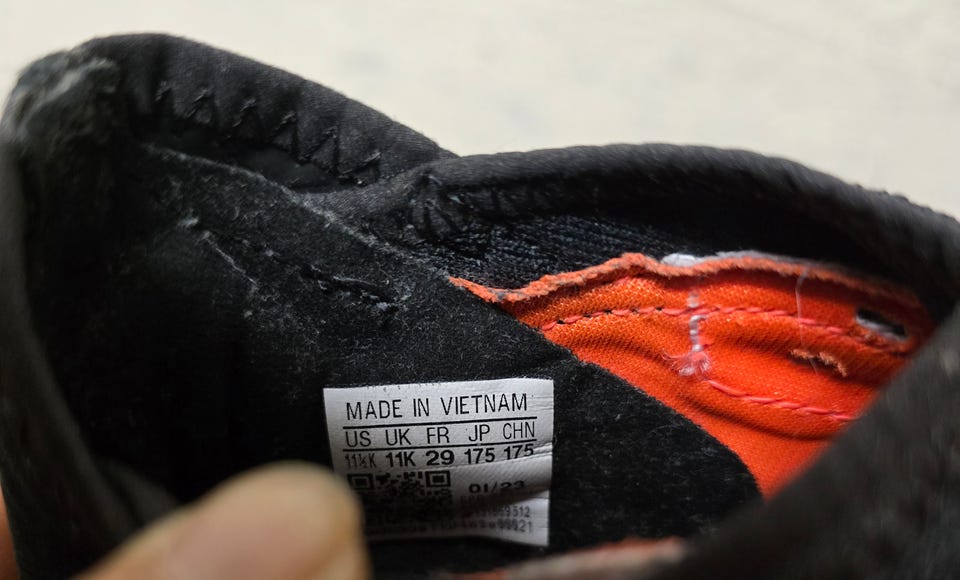 MADE IN VIETNAM
US UK FR JP CHN
11½K 11K 29 175 175
01/23